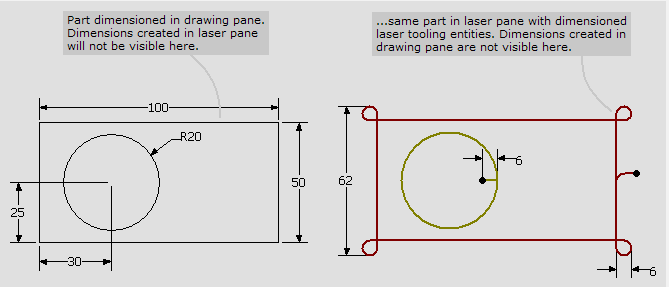 Part dimensioned in drawing pane.
Dimensions created in laser pane
will not be visible here.
...same part in laser pane with dimensioned
laser tooling entities. Dimensions created in
drawing pane are not visible here.
100
R20
50
25
30
62
6
6